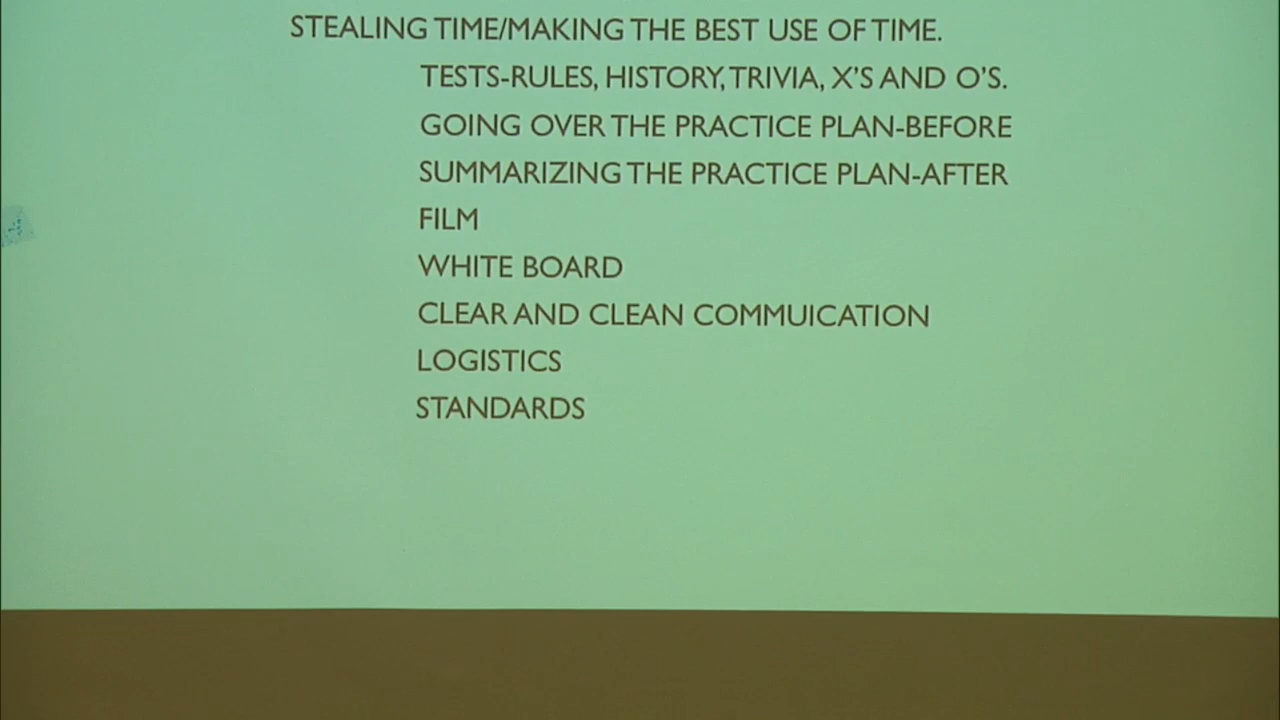 STEALING TIME/MAKING THE BEST USE OF TIME.
TESTS-RULES, HISTORY, TRIVIA, X'S AND O'S.
GOING OVER THE PRACTICE PLAN-BEFORE
SUMMARIZING THE PRACTICE PLAN-AFTER
FILM
WHITE BOARD
CLEAR AND CLEAN COMMUICATION
LOGISTICS
STANDARDS